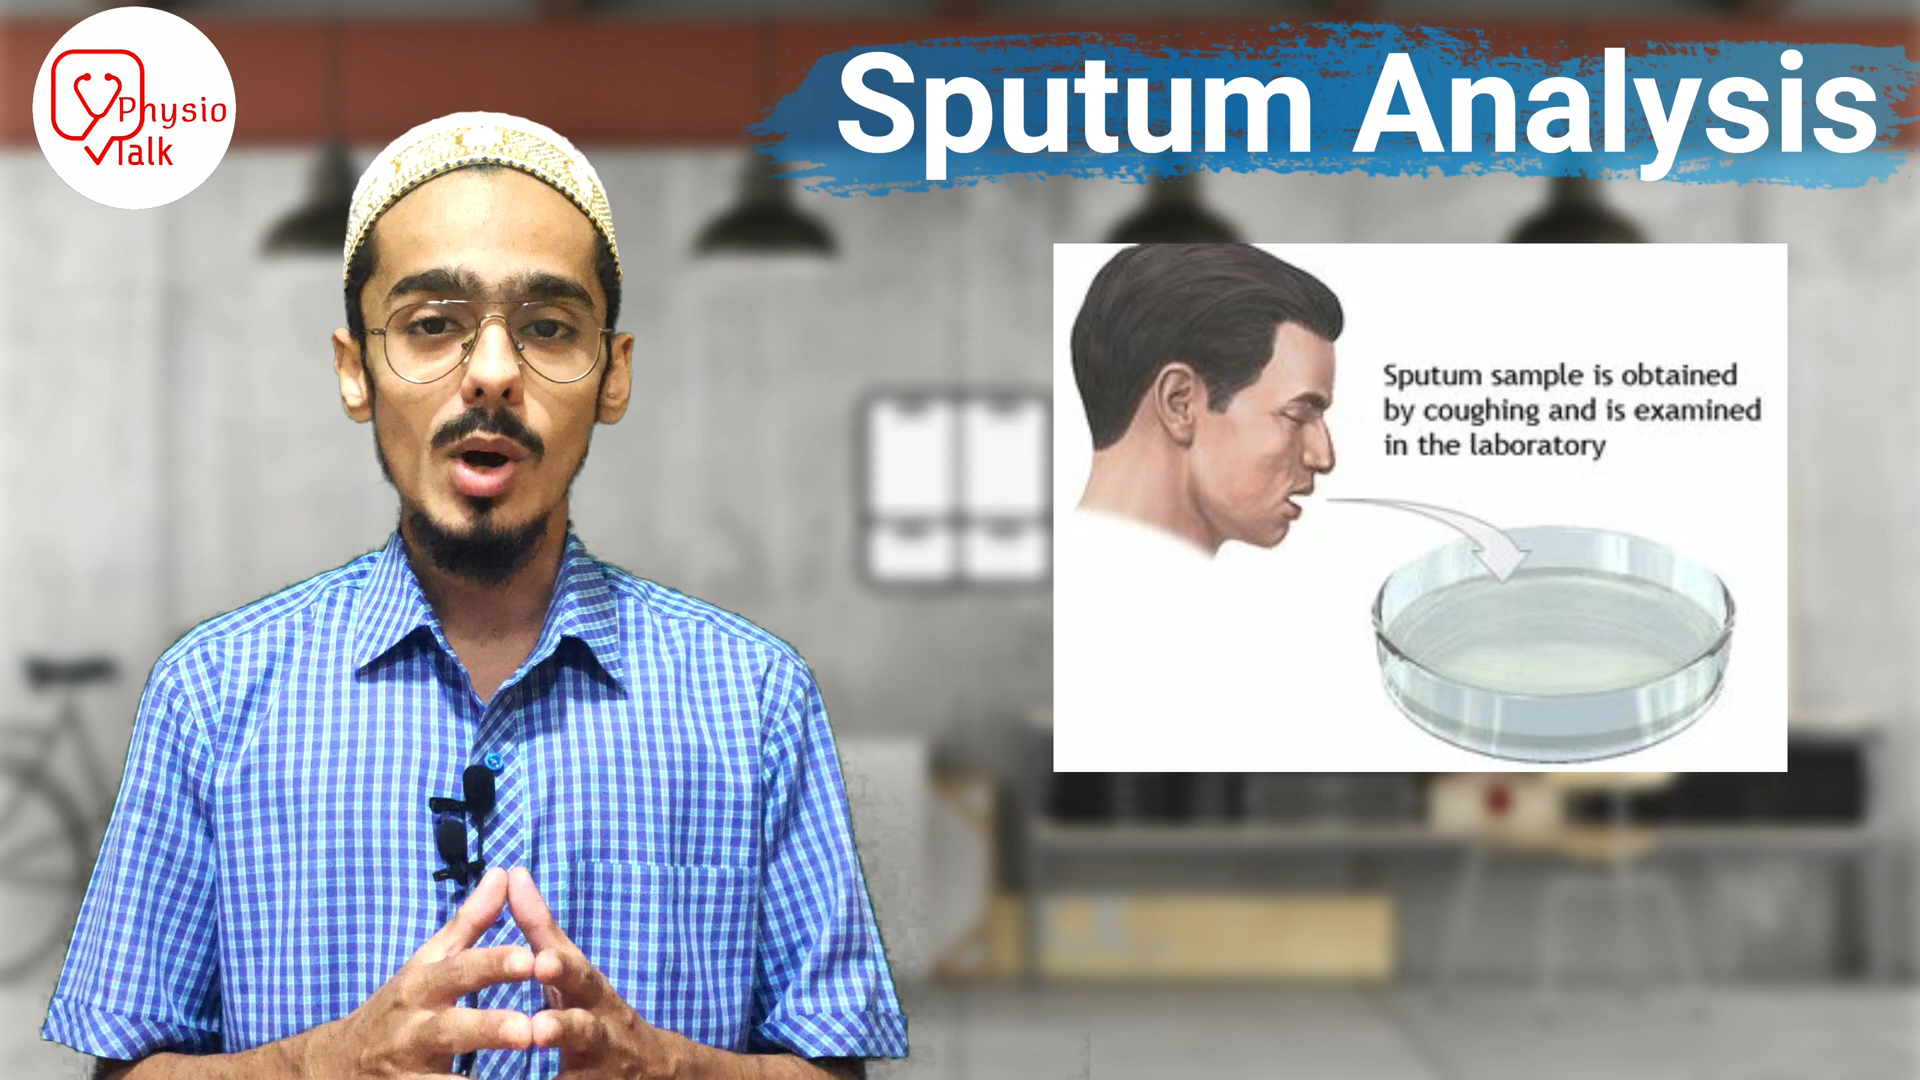 Physio
Talk
Sputum Analysis
Sputum sample is obtained
by coughing and is examined
in the laboratory